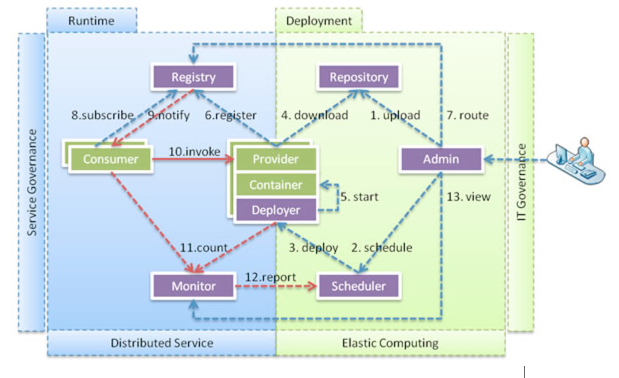 Runtime
Deployment
Registry
Repository
8.subscribe
9.notify
6.register
4. download
1. upload
7. route
Consumer
10.invoke
Provider
Admin
Container
5. start
13. view
Deployer
11.count
3. deploy
2. schedule
12.report
Monitor
Scheduler
Service Governance
IT Governance
Distributed Service
Elastic Computing